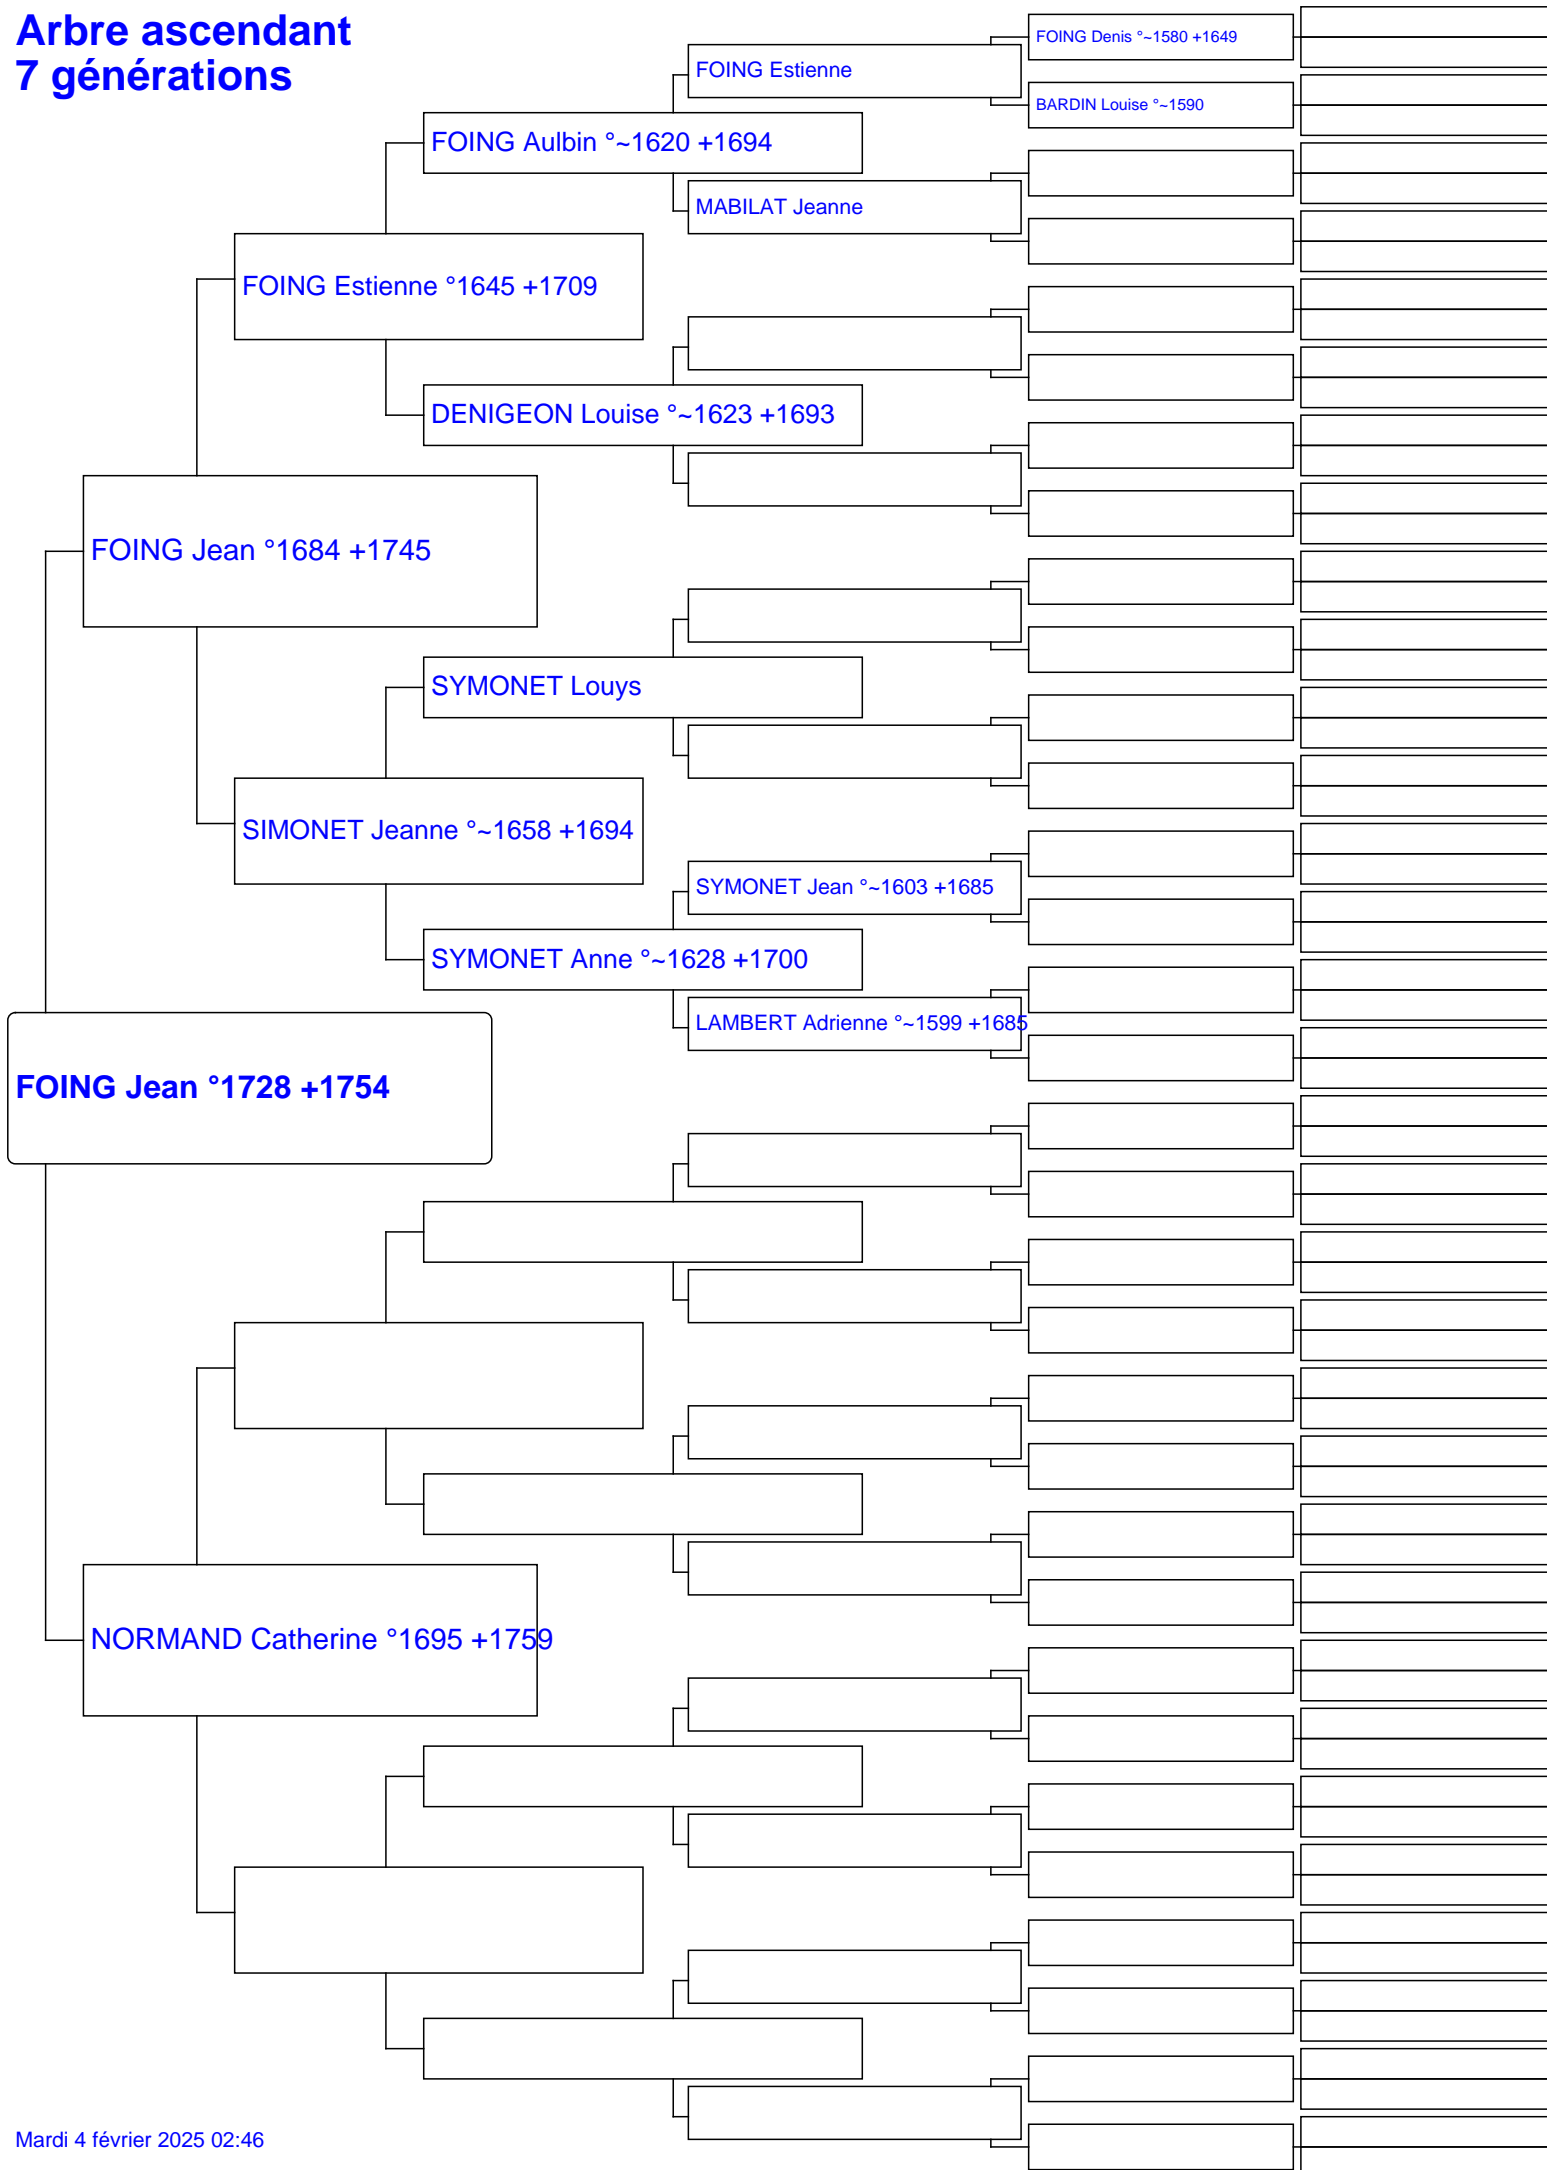 Arbre ascendant
7 générations
FOING Denis °~1580 +1649
FOING Estienne
BARDIN Louise °~1590
FOING Aulbin °~1620 +1694
MABILAT Jeanne
FOING Estienne °1645 +1709
DENIGEON Louise °~1623 +1693
FOING Jean °1684 +1745
SYMONET Louys
SIMONET Jeanne °~1658 +1694
SYMONET Jean °~1603 +1685
SYMONET Anne °~1628 +1700
LAMBERT Adrienne °~1599 +1685
FOING Jean °1728 +1754
NORMAND Catherine °1695 +1759
Mardi 4 février 2025 02:46